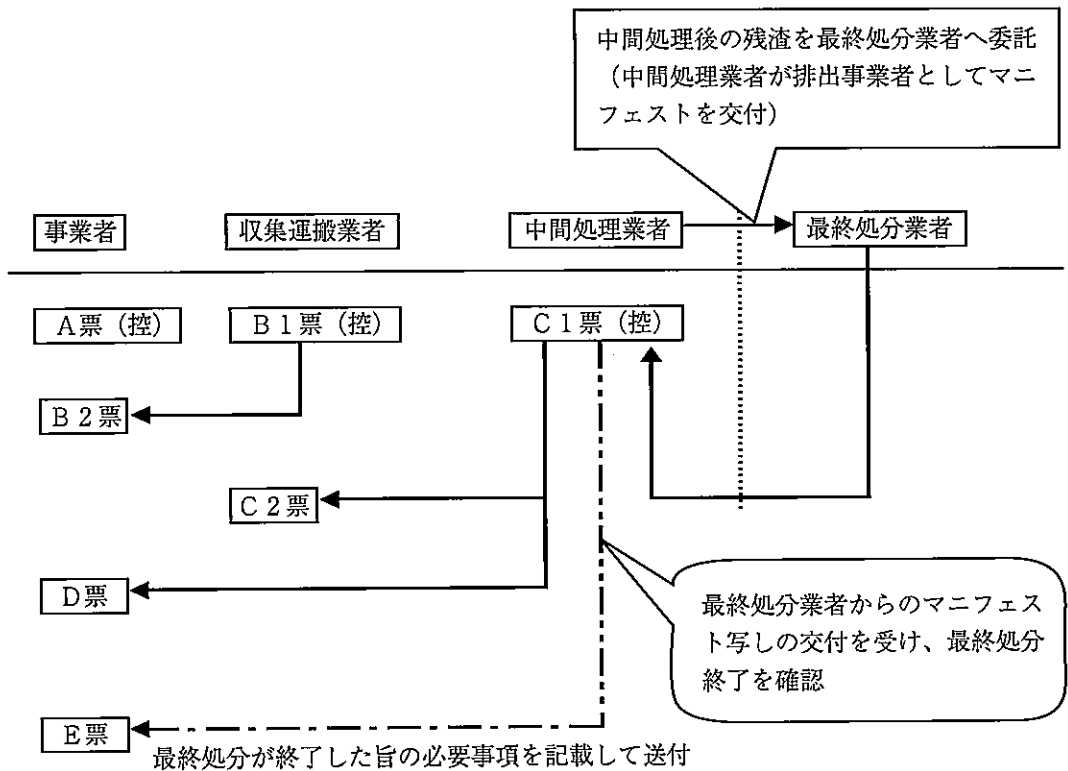 中間処理後の残渣を最終処分業者へ委託
(中間処理業者が排出事業者としてマニ
フェストを交付)
事業者
収集運搬業者
中間処理業者
最終処分業者
A票(控)
B1票(控)
C1票(控)
B2票
C2票
D票
最終処分業者からのマニフェス
ト写しの交付を受け、最終処分
終了を確認
E票
最終処分が終了した旨の必要事項を記載して送付